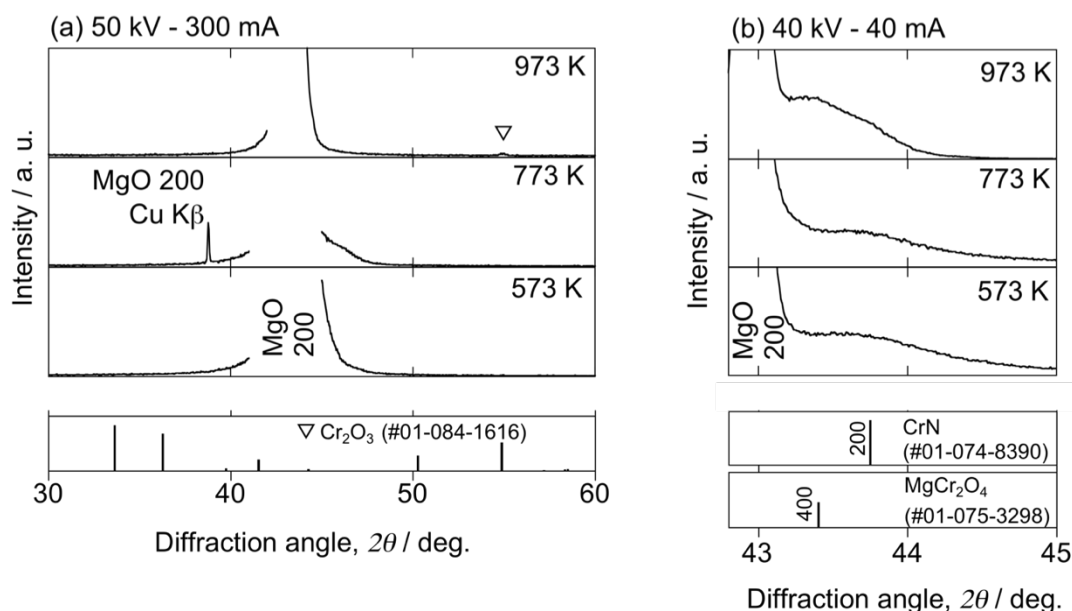 (a) 50 kV - 300 mA
973 K
773 K
MgO 200
Cu Kβ
573 K
MgO
200
▽ Cr₂O₃ (#01-084-1616)
30
40
50
60
Intensity / a. u.
Diffraction angle, 2θ / deg.
(b) 40 kV - 40 mA
973 K
773 K
573 K
MgO
200
CrN
(#01-074-8390)
200
MgCr₂O₄
(#01-075-3298)
400
43
44
45
Intensity / a. u.
Diffraction angle, 2θ / deg.